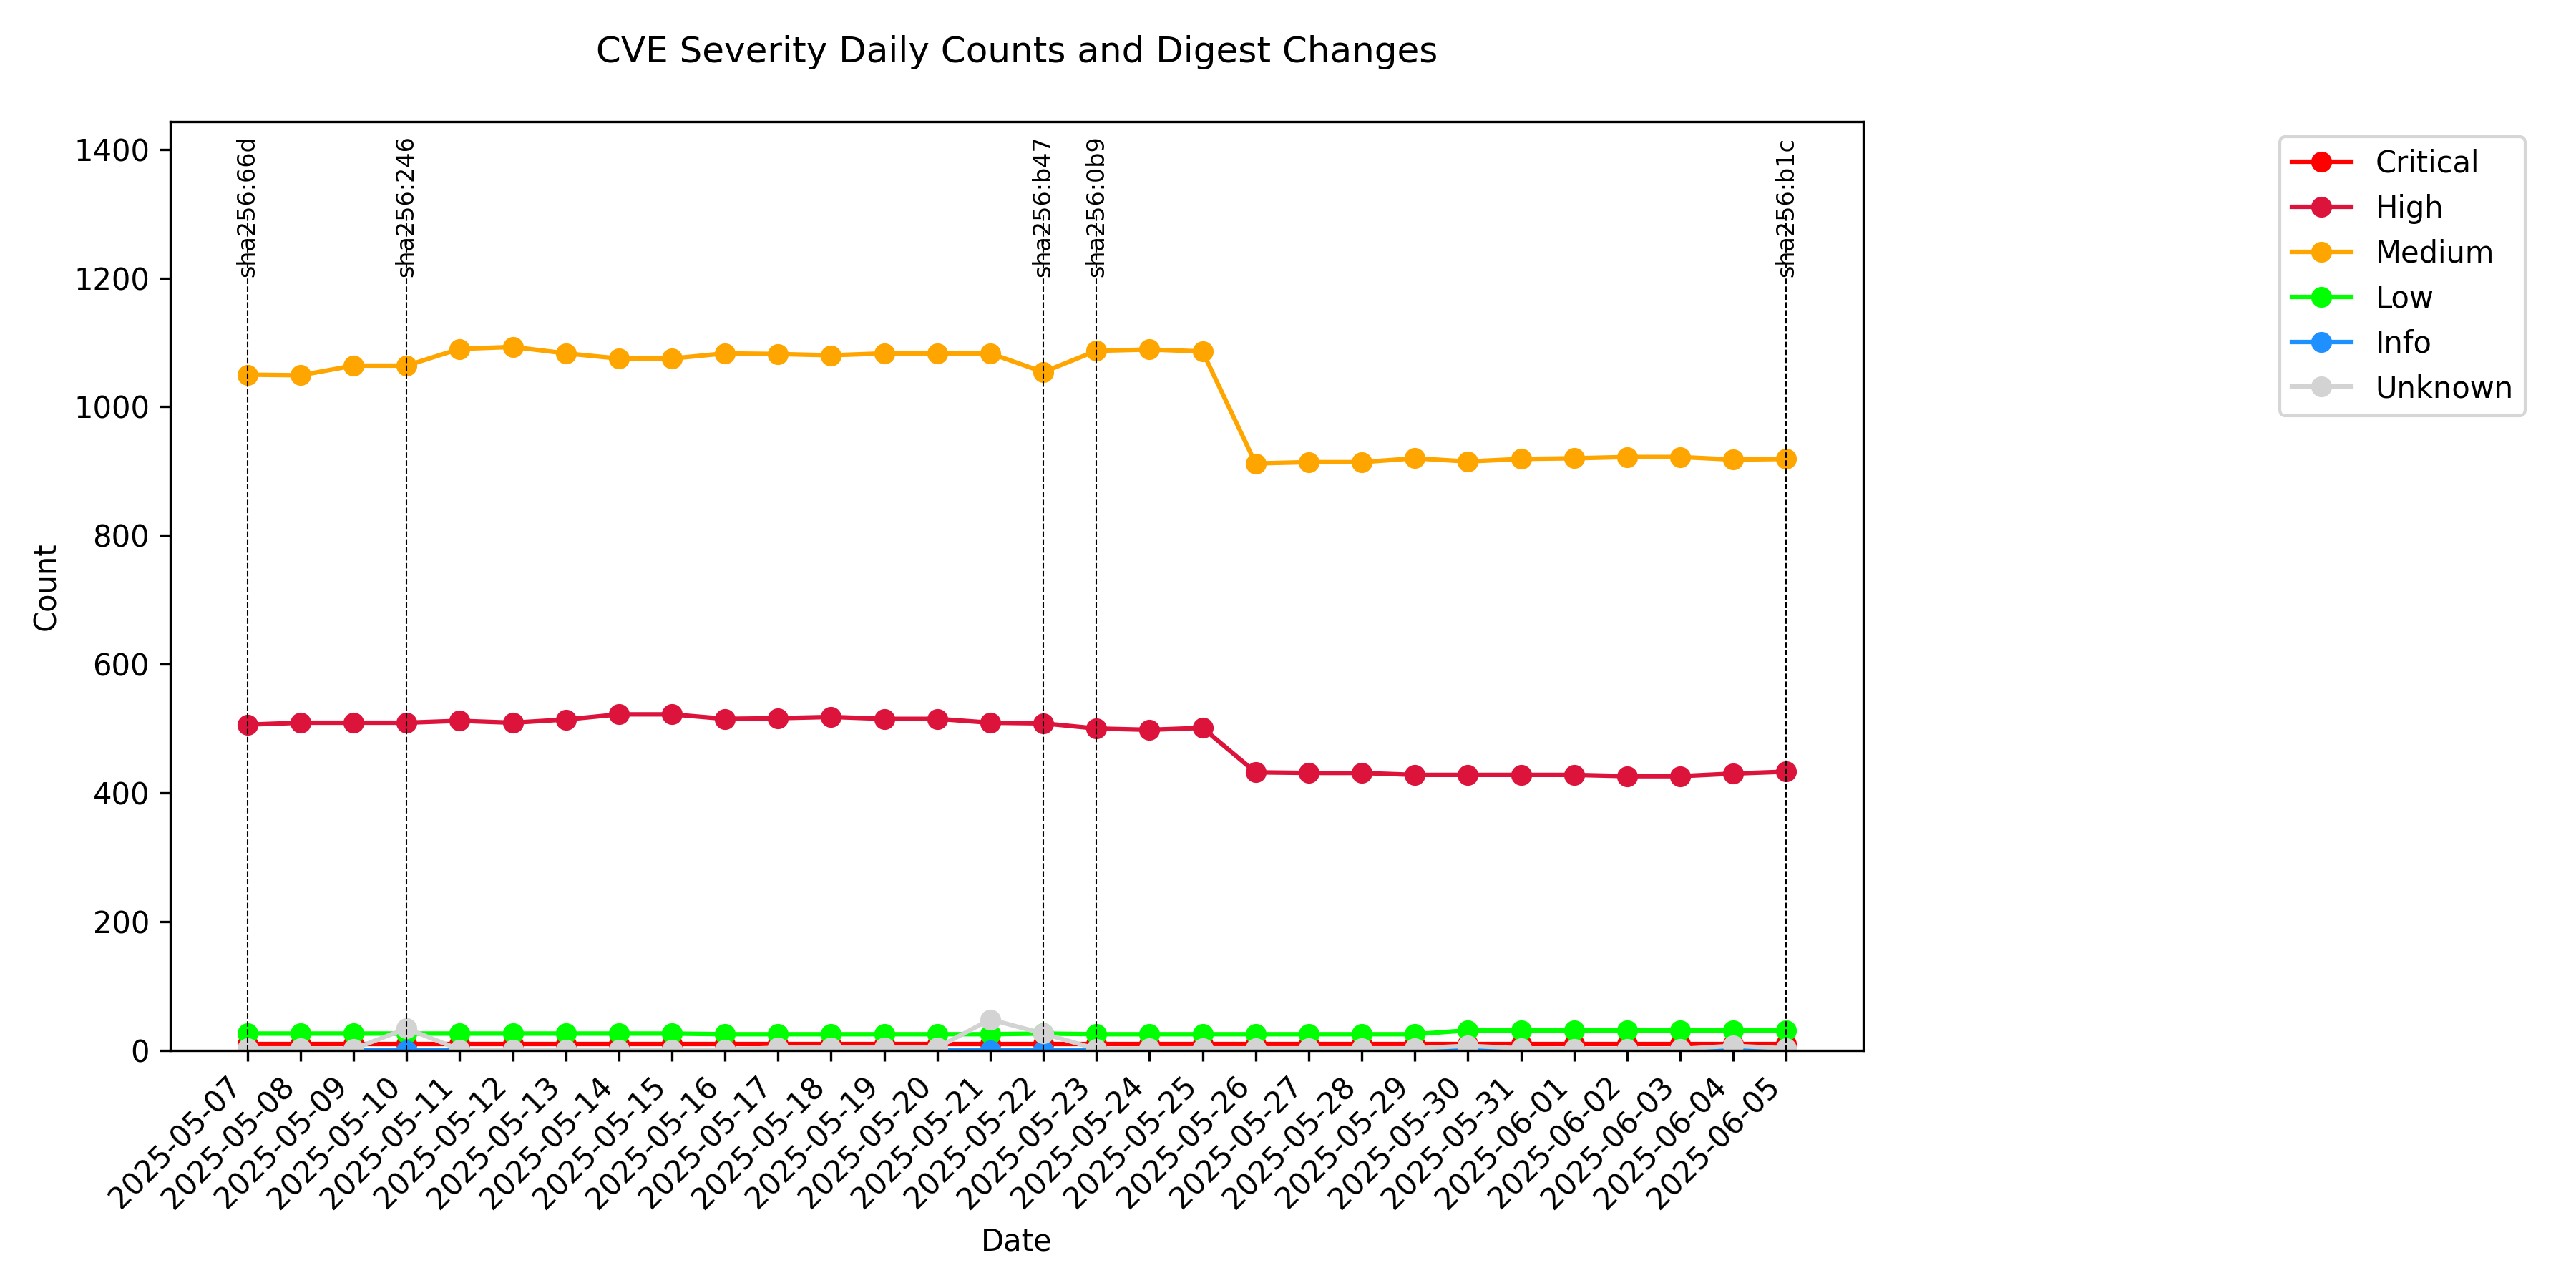 CVE Severity Daily Counts and Digest Changes
1400
1200
1000
800
600
400
200
0
Count
sha256:66d
sha256:246
sha256:b47
sha256:0b9
sha256:b1c
Critical
High
Medium
Low
Info
Unknown
2025-05-07
2025-05-08
2025-05-09
2025-05-10
2025-05-11
2025-05-12
2025-05-13
2025-05-14
2025-05-15
2025-05-16
2025-05-17
2025-05-18
2025-05-19
2025-05-20
2025-05-21
2025-05-22
2025-05-23
2025-05-24
2025-05-25
2025-05-26
2025-05-27
2025-05-28
2025-05-29
2025-05-30
2025-05-31
2025-06-01
2025-06-02
2025-06-03
2025-06-04
2025-06-05
Date